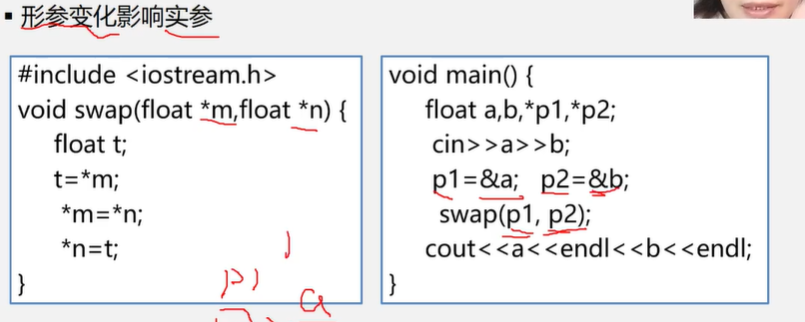 ▪ 形参变化影响实参
#include <iostream.h>
void swap(float *m,float *n) {
float t;
t=*m;
*m=*n;
*n=t;
}
void main() {
float a,b,*p1,*p2;
cin>>a>>b;
p1=&a; p2=&b;
swap(p1, p2);
cout<<a<<endl<<b<<endl;
}
p1
a